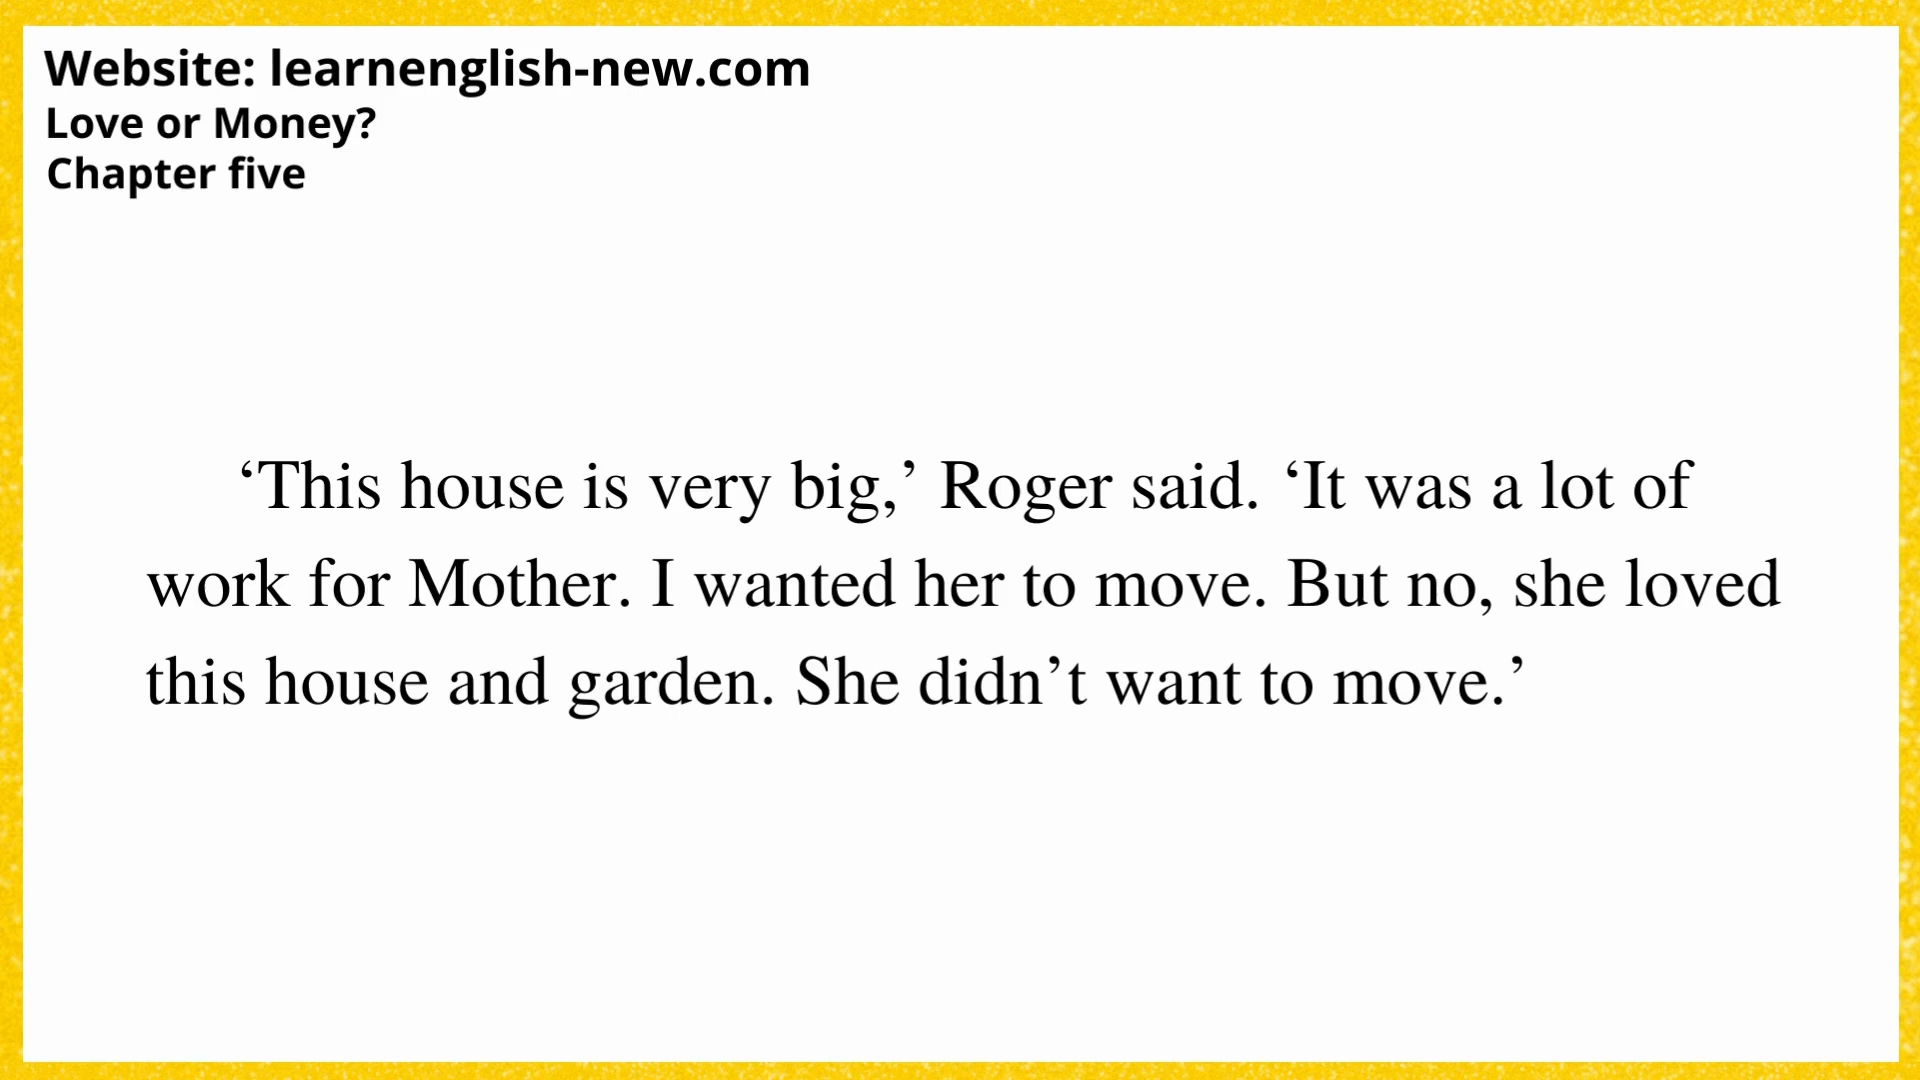 Website: learnenglish-new.com
Love or Money?
Chapter five
‘This house is very big,’ Roger said. ‘It was a lot of
work for Mother. I wanted her to move. But no, she loved
this house and garden. She didn’t want to move.’